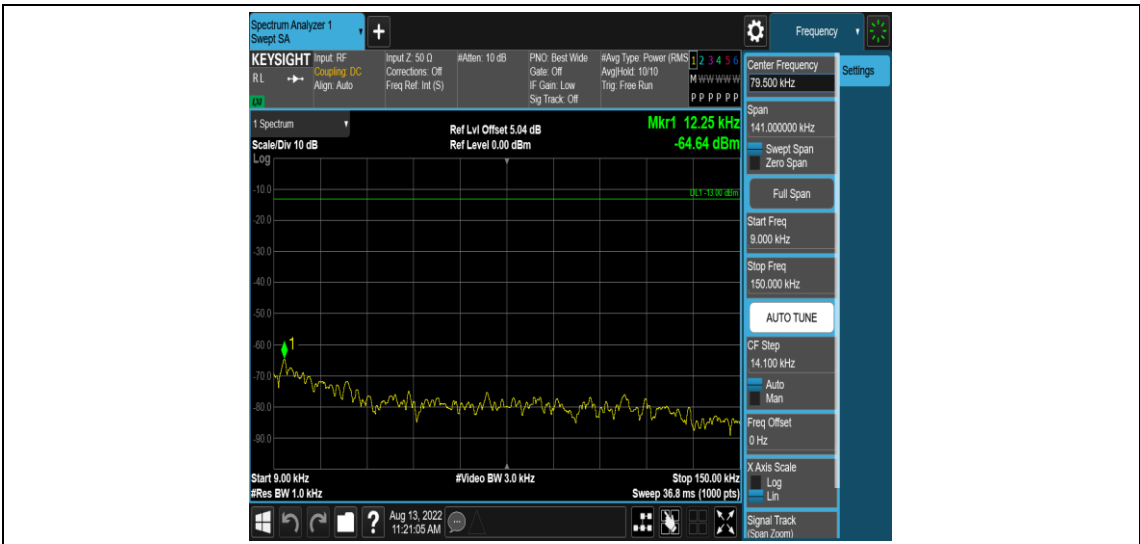 Spectrum Analyzer 1
Swept SA
+
Frequency
KEYSIGHT
RL
Input: RF
Coupling: DC
Align: Auto
Input Z: 50 Ω
Corrections: Off
Freq Ref: Int (S)
#Atten: 10 dB
PNO: Best Wide
Gate: Off
IF Gain: Low
Sig Track: Off
#Avg Type: Power (RMS
Avg|Hold: 10/10
Trig: Free Run
1 2 3 4 5 6
M W W W W W
P P P P P P
1 Spectrum
Scale/Div 10 dB
Log
Ref Lvl Offset 5.04 dB
Ref Level 0.00 dBm
Mkr1 12.25 kHz
-64.64 dBm
DL1 -13.00 dBm
-10.0
-20.0
-30.0
-40.0
-50.0
-60.0
1
-70.0
-80.0
-90.0
Start 9.00 kHz
#Res BW 1.0 kHz
#Video BW 3.0 kHz
Stop 150.00 kHz
Sweep 36.8 ms (1000 pts)
?
Aug 13, 2022
11:21:05 AM
Center Frequency
79.500 kHz
Settings
Span
141.000000 kHz
Swept Span
Zero Span
Full Span
Start Freq
9.000 kHz
Stop Freq
150.000 kHz
AUTO TUNE
CF Step
14.100 kHz
Auto
Man
Freq Offset
0 Hz
X Axis Scale
Log
Lin
Signal Track
(Span Zoom)